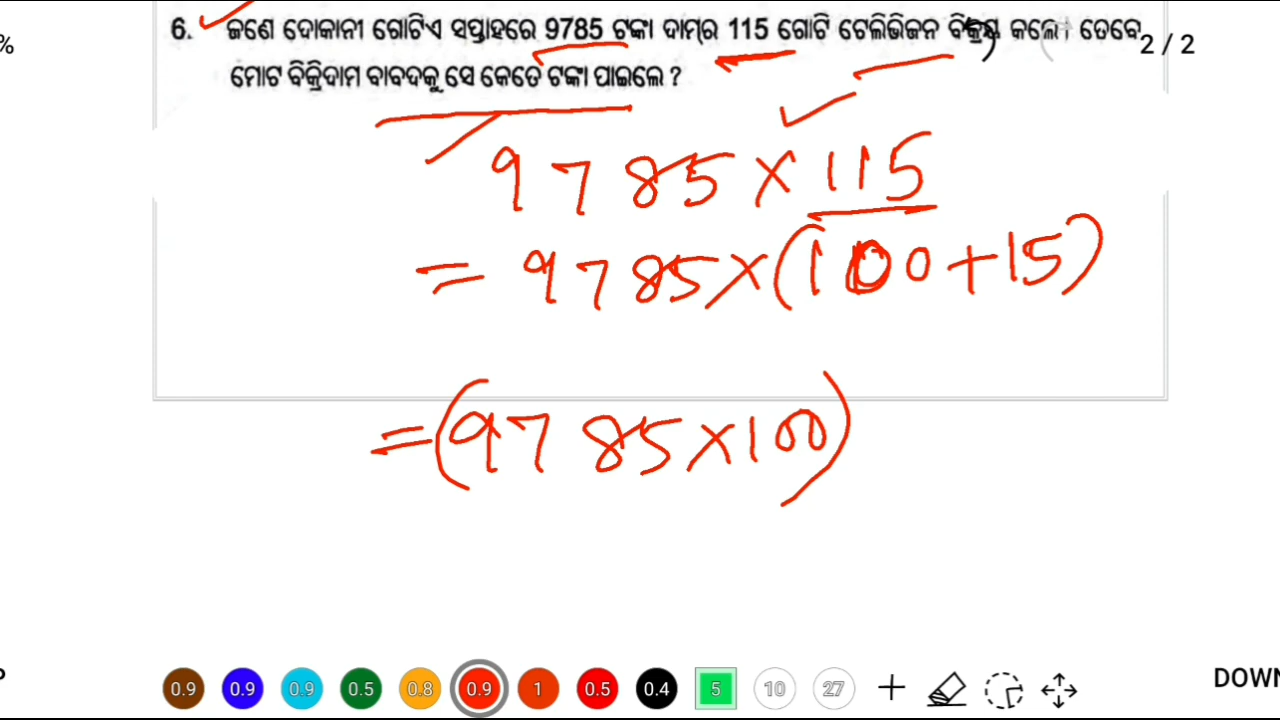 %
6. ଜଣେ ଦୋକାନୀ ଗୋଟିଏ ସପ୍ତାହରେ 9785 ଟଙ୍କା ଦାମ୍‌ର 115 ଗୋଟି ଟେଲିଭିଜନ ବିକ୍ରୟ କଲେ। ତେବେ
2 / 2
ମୋଟ ବିକ୍ରିଦାମ ବାବଦକୁ ସେ କେତେ ଟଙ୍କା ପାଇଲେ ?
9785 × 115
= 9785 × (100 + 15)
= (9785 × 100)
0.9 0.9 0.9 0.5 0.8 0.9 1 0.5 0.4 5 10 27 +
DOWN